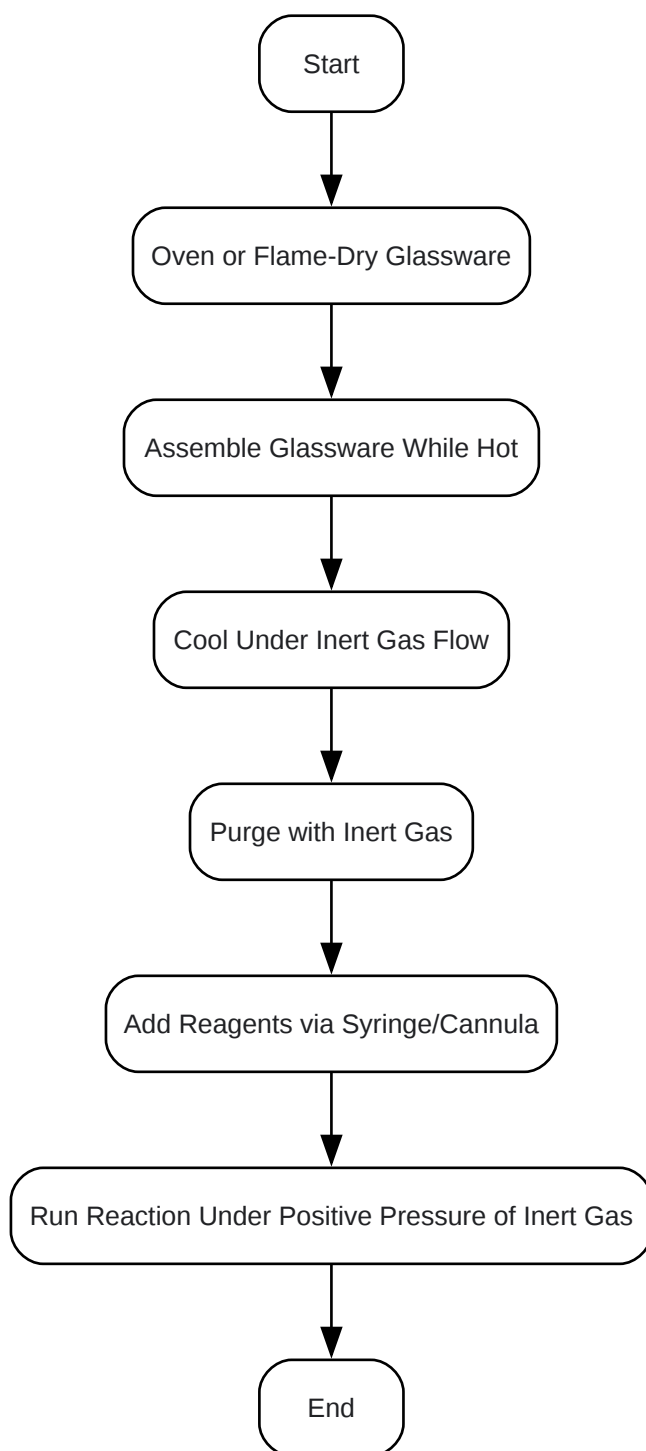 Start
Oven or Flame-Dry Glassware
Assemble Glassware While Hot
Cool Under Inert Gas Flow
Purge with Inert Gas
Add Reagents via Syringe/Cannula
Run Reaction Under Positive Pressure of Inert Gas
End